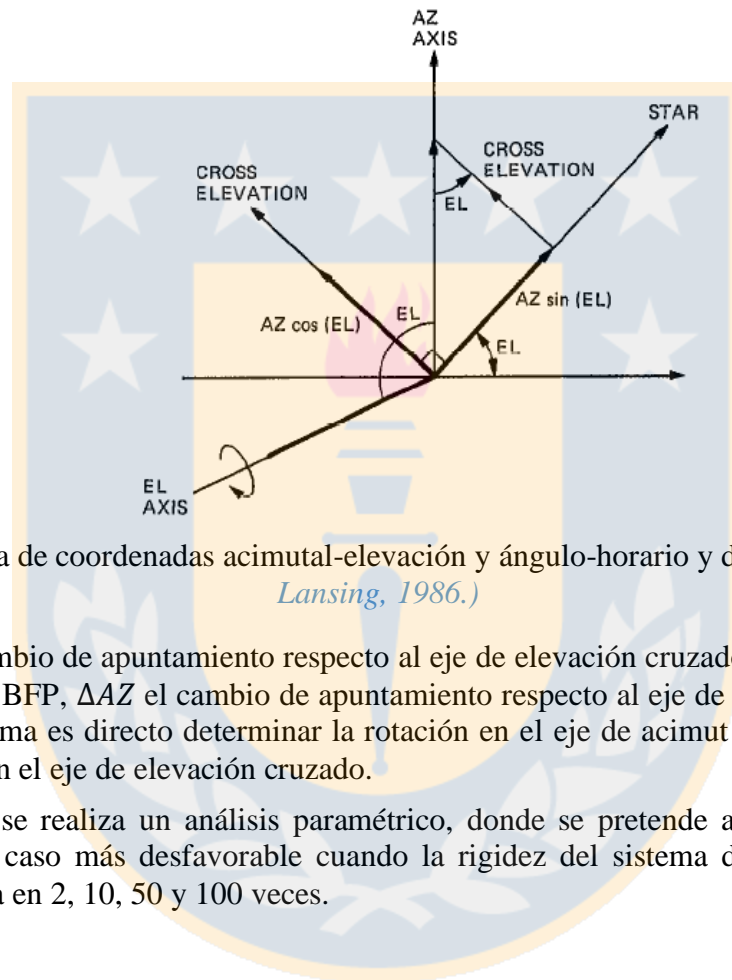 AZ
AXIS
STAR
CROSS
ELEVATION
CROSS
ELEVATION
EL
AZ cos (EL)
EL
AZ sin (EL)
EL
EL
AXIS
a de coordenadas acimutal-elevación y ángulo-horario y d
Lansing, 1986.)
mbio de apuntamiento respecto al eje de elevación cruzado
BFP, ΔAZ el cambio de apuntamiento respecto al eje de
ma es directo determinar la rotación en el eje de acimut
n el eje de elevación cruzado.
se realiza un análisis paramétrico, donde se pretende a
caso más desfavorable cuando la rigidez del sistema d
a en 2, 10, 50 y 100 veces.